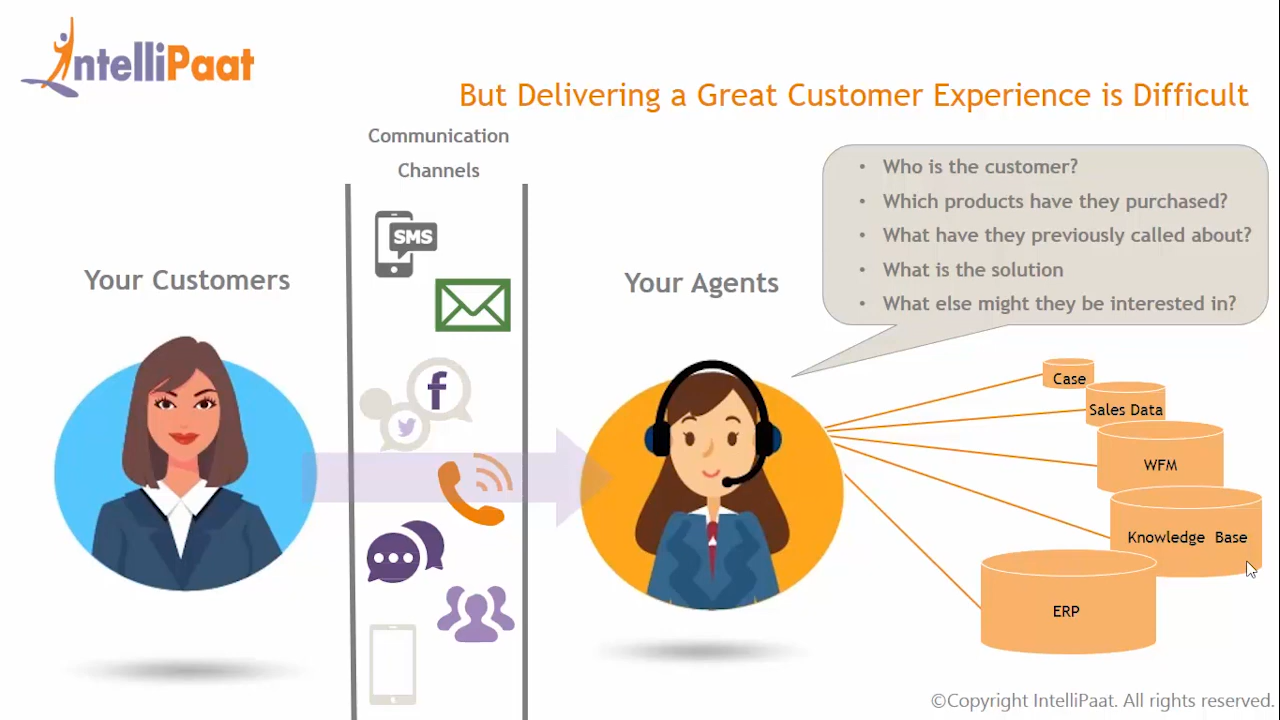 IntelliPaat
But Delivering a Great Customer Experience is Difficult
Communication
Channels
• Who is the customer?
• Which products have they purchased?
• What have they previously called about?
• What is the solution
• What else might they be interested in?
SMS
Your Customers
Your Agents
f
Case
Sales Data
WFM
Knowledge Base
ERP
©Copyright IntelliPaat. All rights reserved.